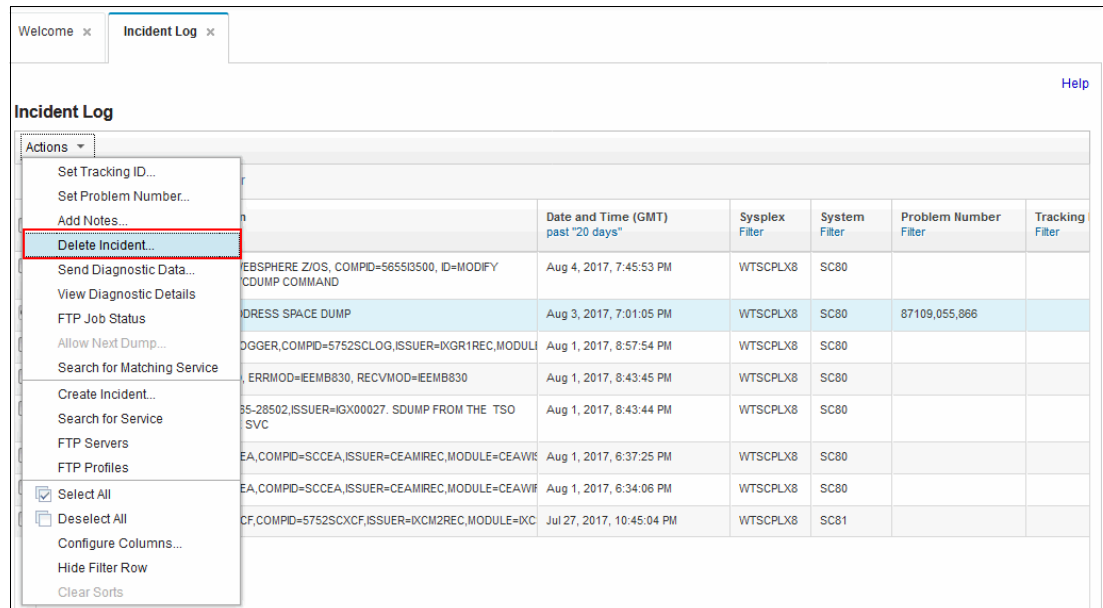 Welcome ×
Incident Log ×
Help
Incident Log
Actions
Set Tracking ID...
Set Problem Number...
Add Notes...
Delete Incident...
Send Diagnostic Data...
View Diagnostic Details
FTP Job Status
Allow Next Dump...
Search for Matching Service
Create Incident...
Search for Service
FTP Servers
FTP Profiles
Select All
Deselect All
Configure Columns...
Hide Filter Row
Clear Sorts
Date and Time (GMT) Sysplex System Problem Number Tracking
past "20 days" Filter Filter Filter Filter
WEBSPHERE Z/OS, COMPID=5655I3500, ID=MODIFY Aug 4, 2017, 7:45:53 PM WTSCPLX8 SC80
COMMAND
SPACE DUMP Aug 3, 2017, 7:01:05 PM WTSCPLX8 SC80 87109,055,866
OGGER,COMPID=5752SCLOG,ISSUER=IXGR1REC,MODUL Aug 1, 2017, 8:57:54 PM WTSCPLX8 SC80
, ERRMOD=IEEMB830, RECVMOD=IEEMB830 Aug 1, 2017, 8:43:45 PM WTSCPLX8 SC80
65-28502,ISSUER=IGX00027. SDUMP FROM THE TSO Aug 1, 2017, 8:43:44 PM WTSCPLX8 SC80
SVC
EA,COMPID=SCCEA,ISSUER=CEAMIREC,MODULE=CEAWIS Aug 1, 2017, 6:37:25 PM WTSCPLX8 SC80
EA,COMPID=SCCEA,ISSUER=CEAMIREC,MODULE=CEAWIF Aug 1, 2017, 6:34:06 PM WTSCPLX8 SC80
CF,COMPID=5752SCXCF,ISSUER=IXCM2REC,MODULE=IXC Jul 27, 2017, 10:45:04 PM WTSCPLX8 SC81